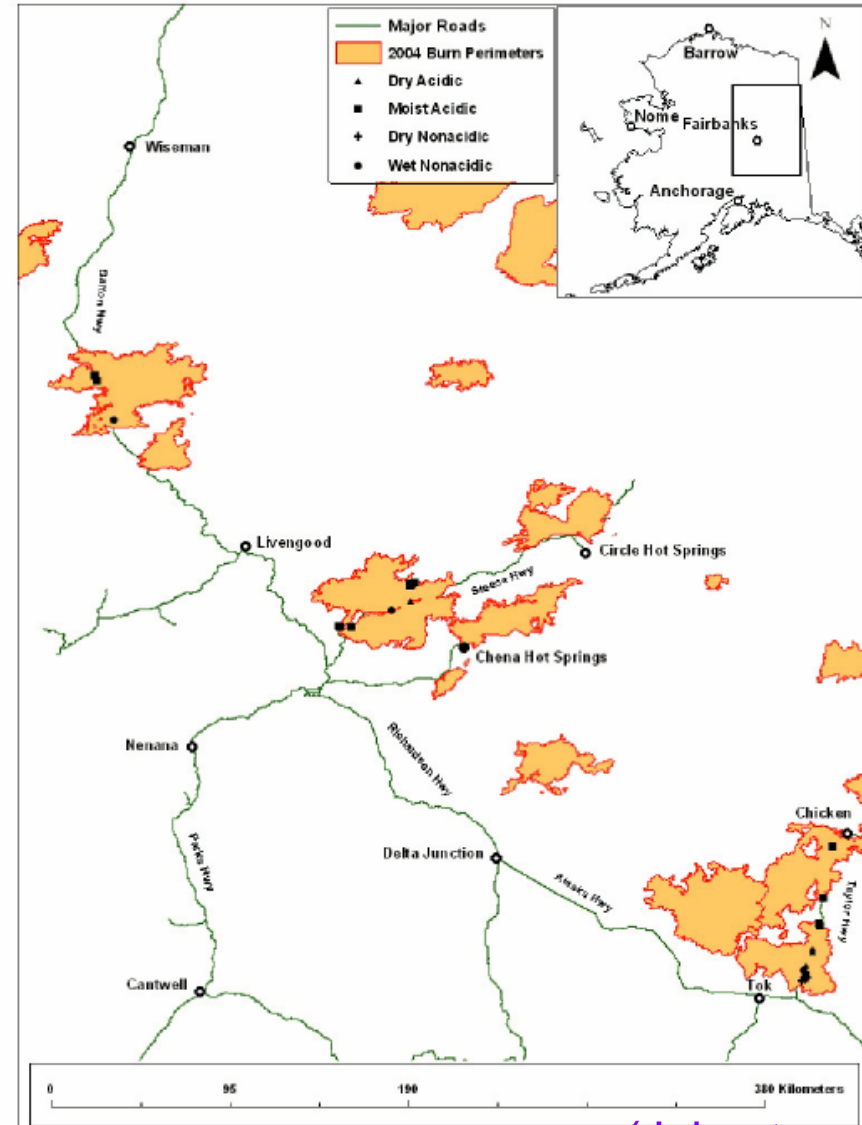 Major Roads
2004 Burn Perimeters
Dry Acidic
Moist Acidic
Dry Nonacidic
Wet Nonacidic
N
Barrow
Nome
Fairbanks
Anchorage
Wiseman
Dalton Hwy
Livengood
Circle Hot Springs
Steese Hwy
Chena Hot Springs
Nenana
Richardson Hwy
Parks Hwy
Delta Junction
Alaska Hwy
Chicken
Taylor Hwy
Cantwell
Tok
0 95 190 380 Kilometers